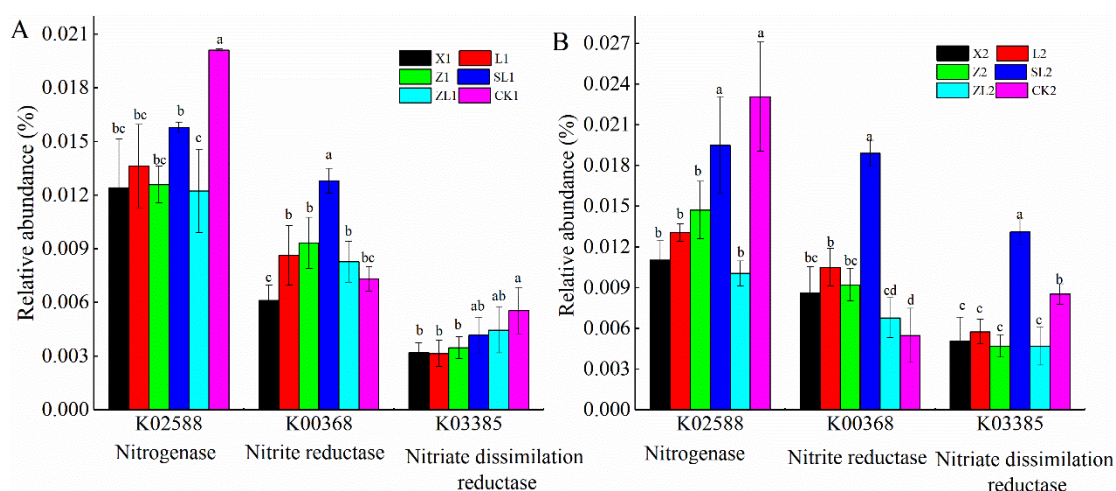 A
Relative abundance (%)
0.021
0.018
0.015
0.012
0.009
0.006
0.003
0.000
X1 L1
Z1 SL1
ZL1 CK1
bc bc bc b c a
c b b a b b
b b b ab ab a
K02588 K00368 K03385
Nitrogenase Nitrite reductase Nitriate dissimilation
reductase
B
Relative abundance (%)
0.027
0.024
0.021
0.018
0.015
0.012
0.009
0.006
0.003
0.000
X2 L2
Z2 SL2
ZL2 CK2
b b b a b a
bc b bc a cd d
c c c a c b
K02588 K00368 K03385
Nitrogenase Nitrite reductase Nitriate dissimilation
reductase